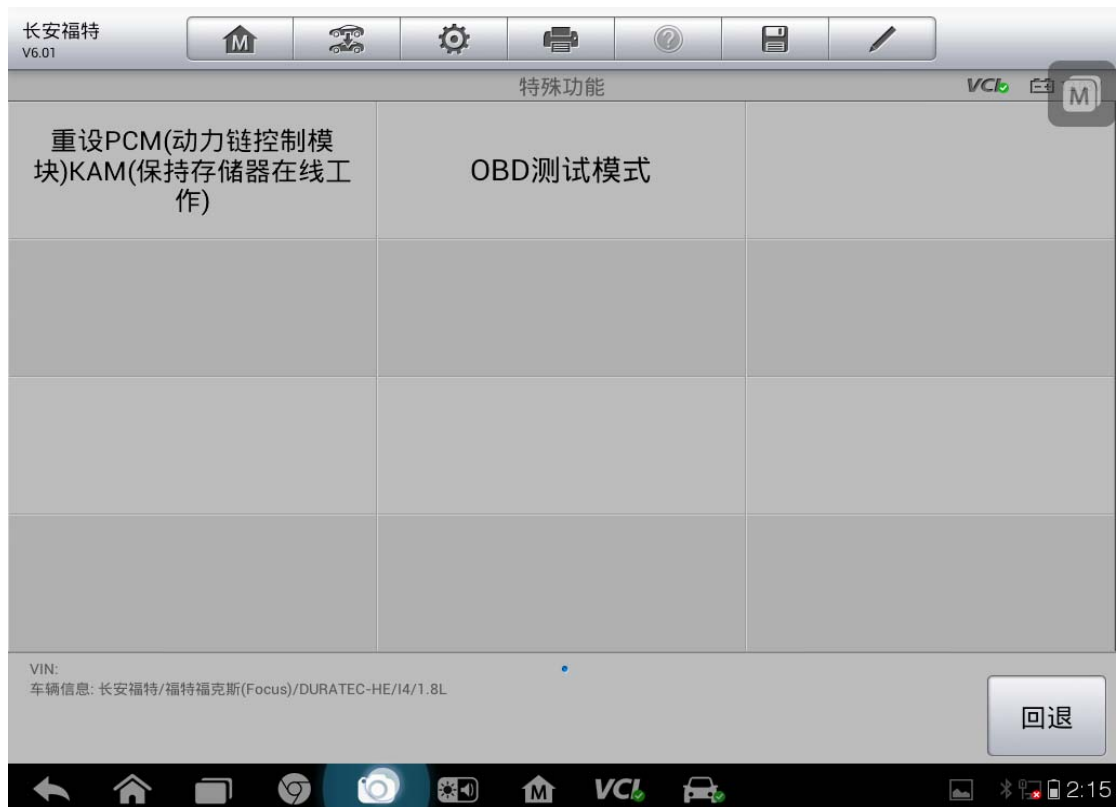 长安福特
V6.01
M
特殊功能
VCI
M
重设PCM(动力链控制模
块)KAM(保持存储器在线工
作)
OBD测试模式
VIN:
车辆信息: 长安福特/福特福克斯(Focus)/DURATEC-HE/I4/1.8L
回退
M
VCI
2:15